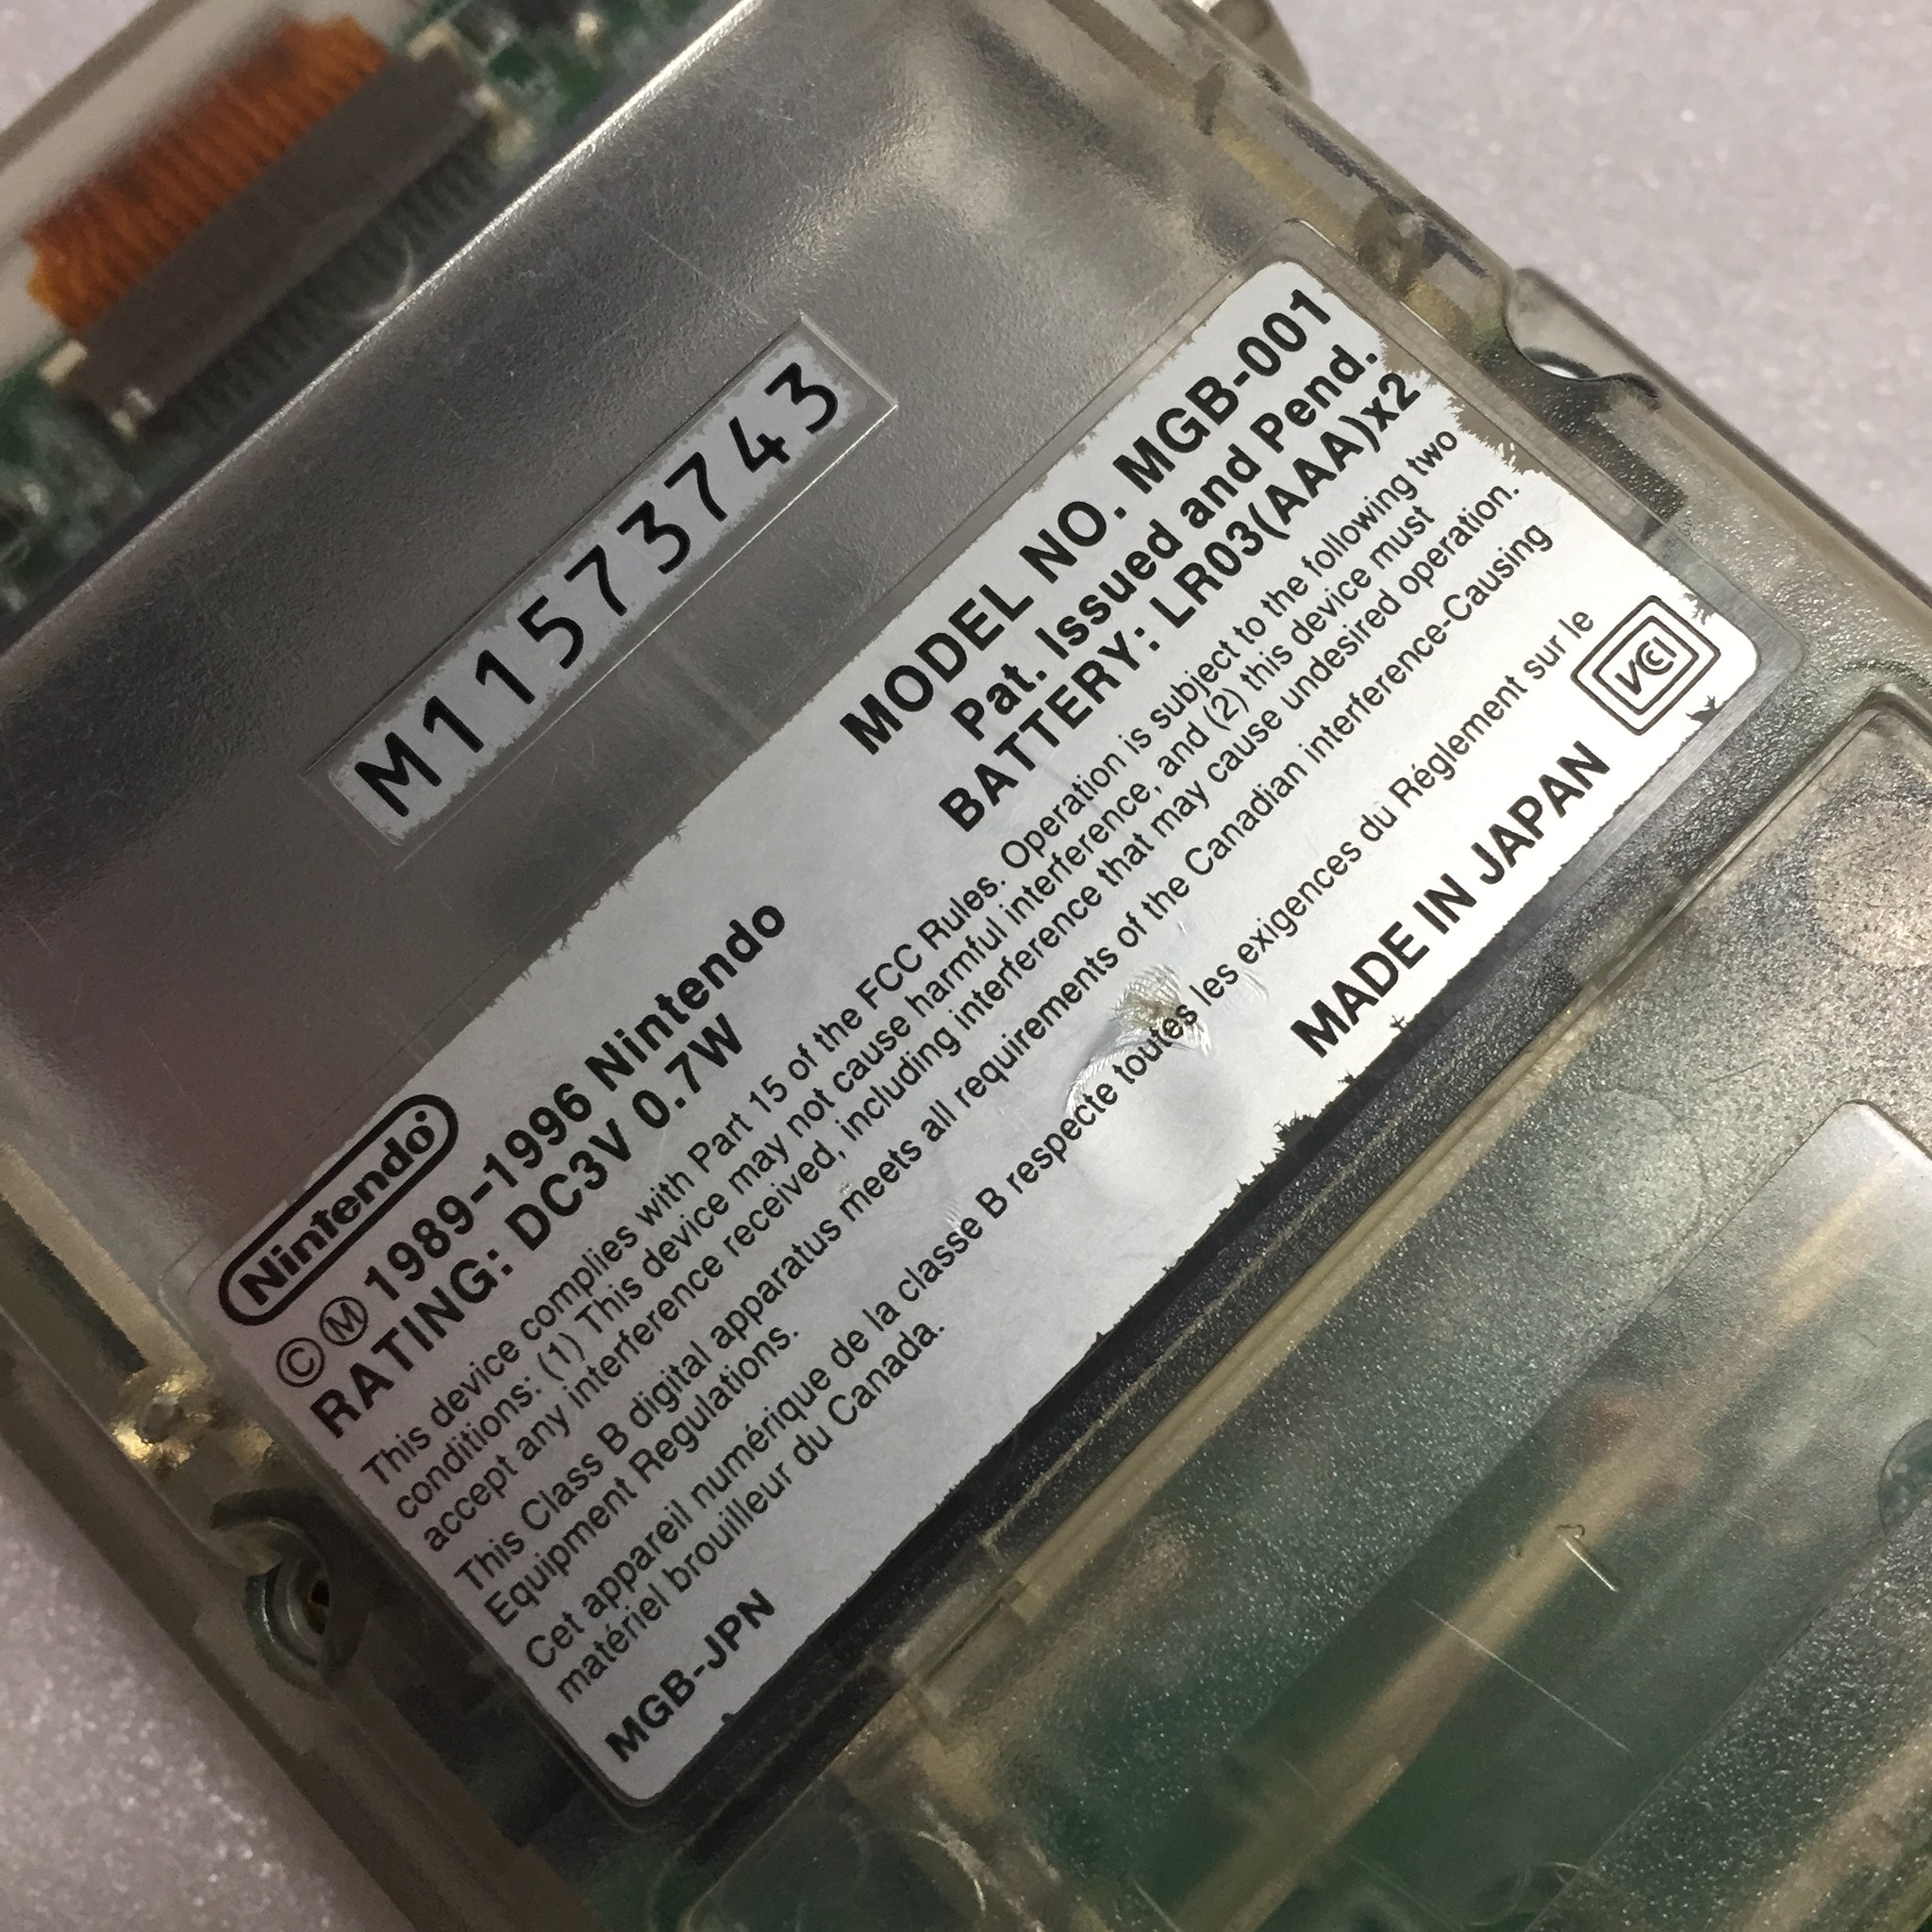 M11573743
Nintendo
ⒸⓂ 1989-1996 Nintendo
MODEL NO. MGB-001
RATING: DC3V 0.7W
Pat. Issued and Pend.
BATTERY: LR03(AAA)x2
This device complies with Part 15 of the FCC Rules. Operation is subject to the following two
conditions: (1) This device may not cause harmful interference, and (2) this device must
accept any interference received, including interference that may cause undesired operation.
This Class B digital apparatus meets all requirements of the Canadian interference-Causing
Equipment Regulations.
Cet appareil numérique de la classe B respecte toutes les exigences du Réglement sur le
matériel brouilleur du Canada.
MGB-JPN
MADE IN JAPAN
VCCI